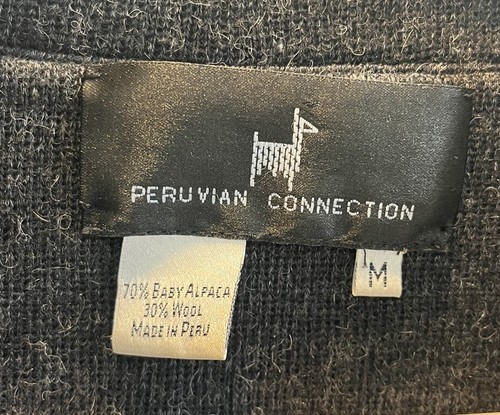 PERUVIAN CONNECTION
70% BABY ALPACA
30% WOOL
MADE IN PERU
M